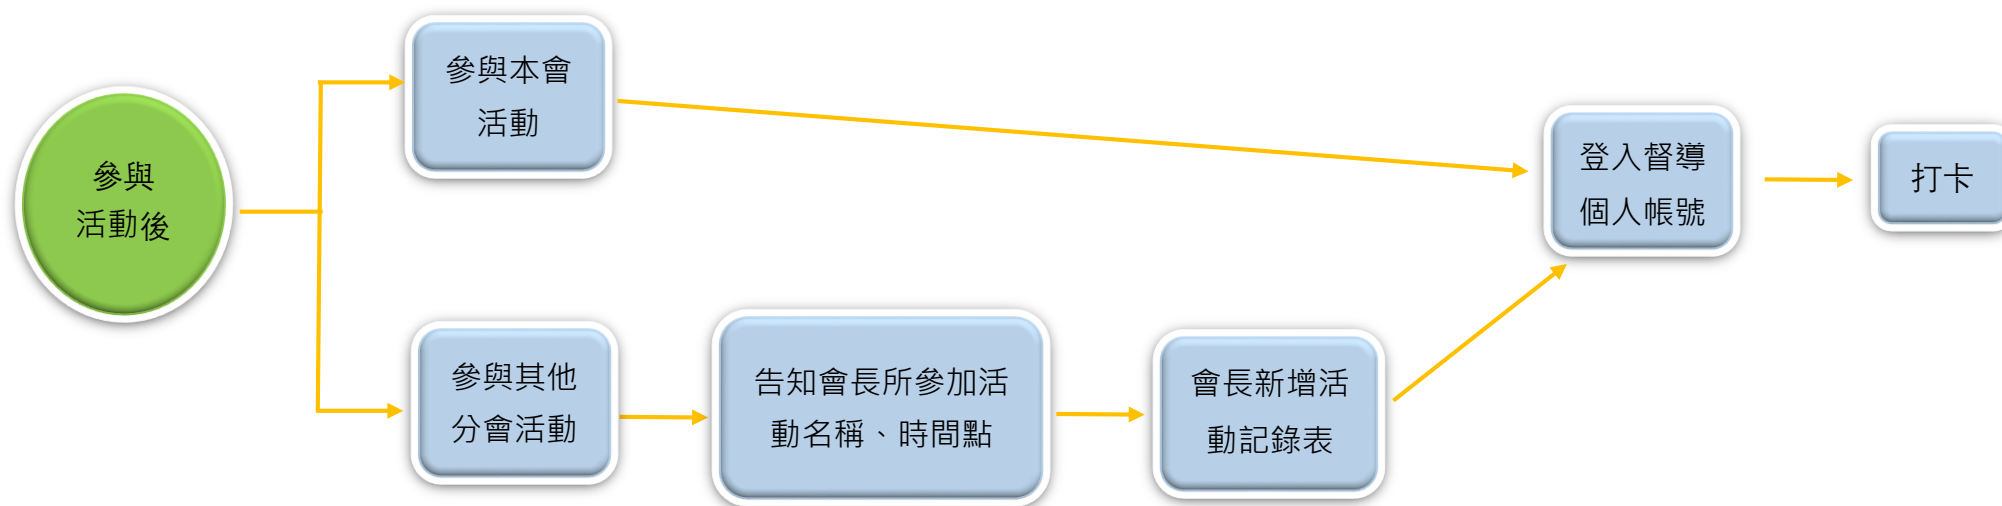 參與
活動後
參與本會
活動
參與其他
分會活動
告知會長所參加活
動名稱、時間點
會長新增活
動記錄表
登入督導
個人帳號
打卡